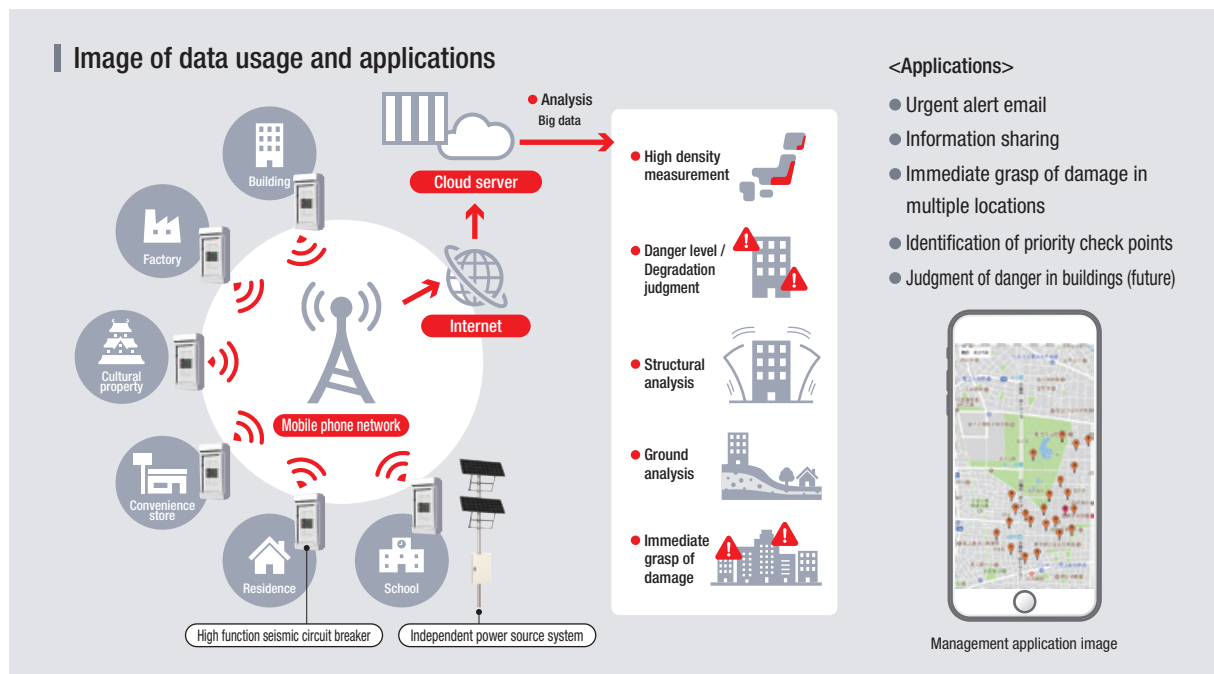 Image of data usage and applications
Building
Factory
Cultural
property
Convenience
store
Residence
School
Mobile phone network
Internet
Cloud server
Analysis
Big data
High function seismic circuit breaker
Independent power source system
High density
measurement
Danger level /
Degradation
judgment
Structural
analysis
Ground
analysis
Immediate
grasp of
damage
<Applications>
Urgent alert email
Information sharing
Immediate grasp of damage in
multiple locations
Identification of priority check points
Judgment of danger in buildings (future)
Management application image